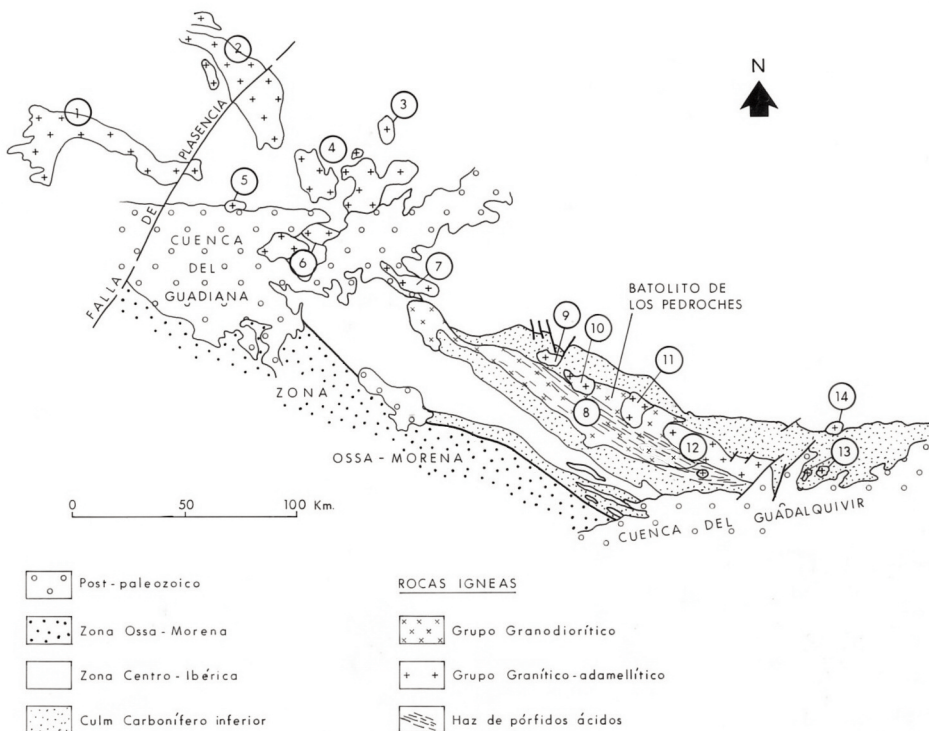 N
1
2
3
4
5
6
7
8
9
10
11
12
13
14
FALLA DE PLASENCIA
CUENCA
DEL
GUADIANA
BATOLITO DE
LOS PEDROCHES
ZONA
OSSA-MORENA
CUENCA DEL GUADALQUIVIR
0 50 100 Km.
Post-paleozoico
Zona Ossa-Morena
Zona Centro-Ibérica
Culm Carbonífero inferior
ROCAS IGNEAS
Grupo Granodiorítico
Grupo Granítico-adamellítico
Haz de pórfidos ácidos